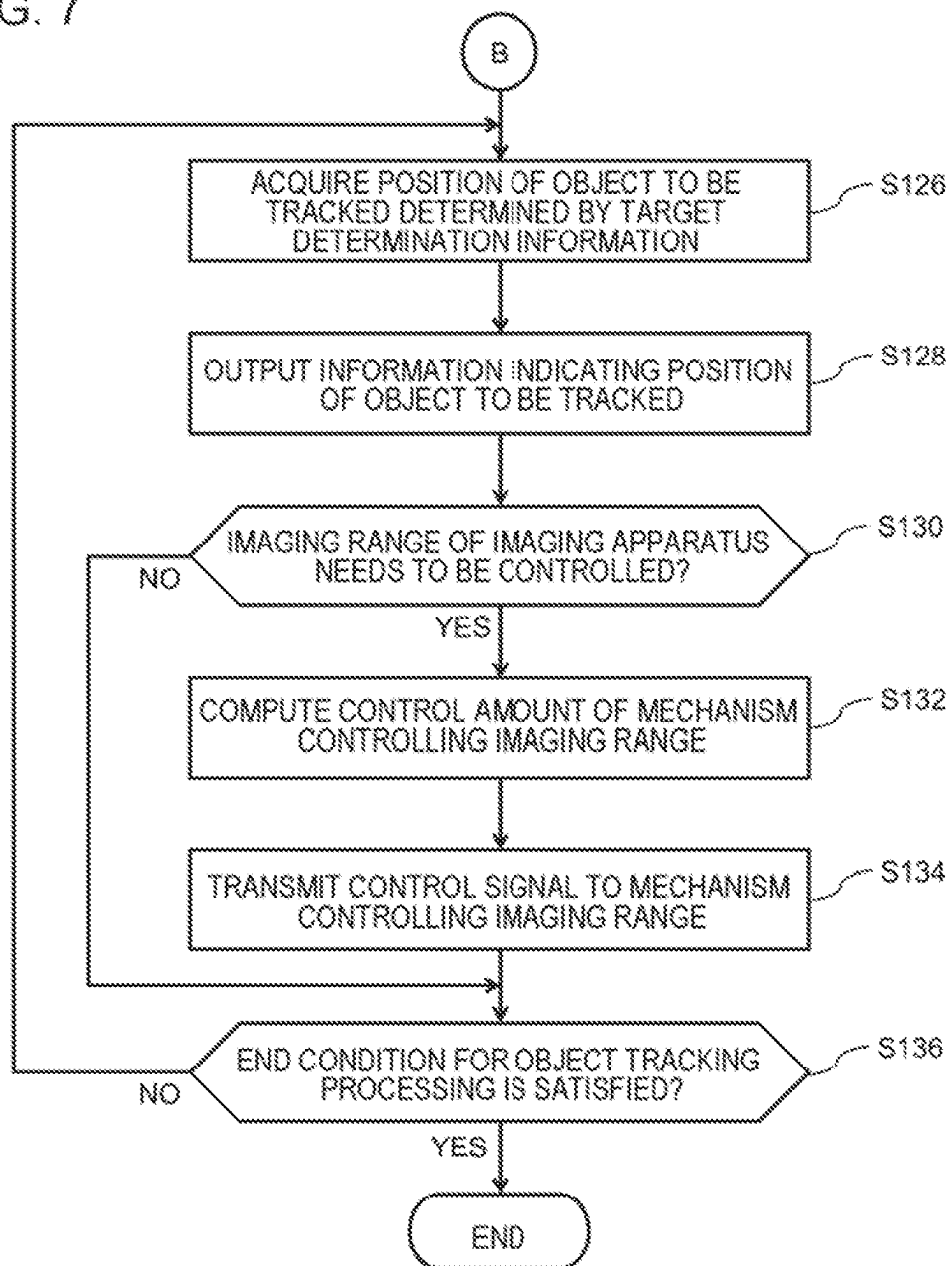 G. 7
B
ACQUIRE POSITION OF OBJECT TO BE
TRACKED DETERMINED BY TARGET
DETERMINATION INFORMATION
S126
OUTPUT INFORMATION INDICATING POSITION
OF OBJECT TO BE TRACKED
S128
IMAGING RANGE OF IMAGING APPARATUS
NEEDS TO BE CONTROLLED?
S130
NO
YES
COMPUTE CONTROL AMOUNT OF MECHANISM
CONTROLLING IMAGING RANGE
S132
TRANSMIT CONTROL SIGNAL TO MECHANISM
CONTROLLING IMAGING RANGE
S134
END CONDITION FOR OBJECT TRACKING
PROCESSING IS SATISFIED?
S136
NO
YES
END